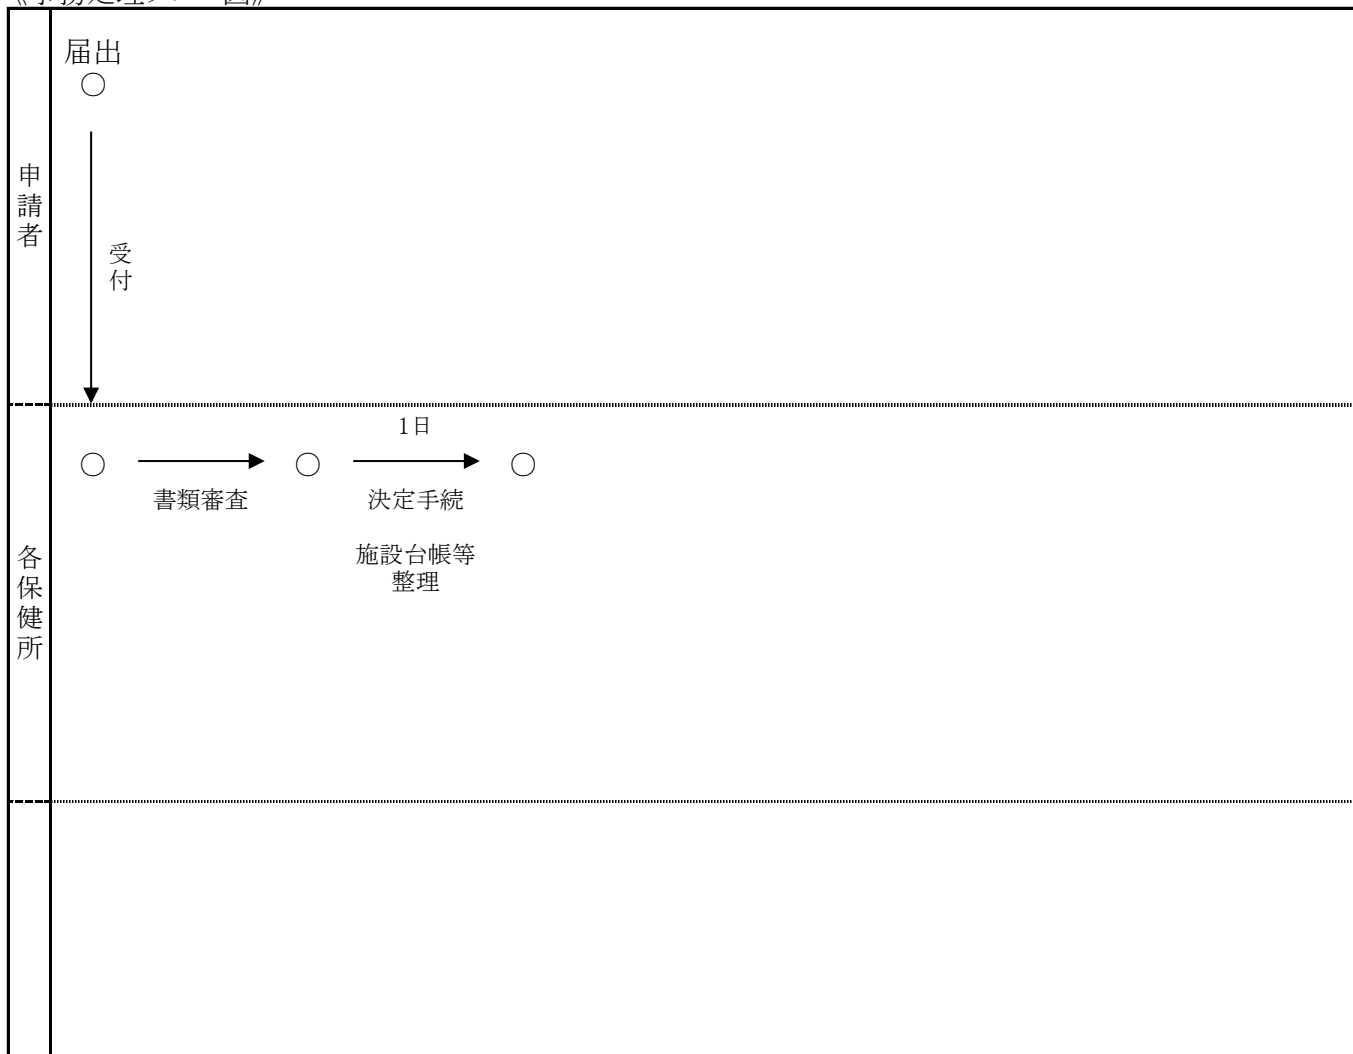 届出
○
申請者
受付
1日
○ ○ ○
書類審査 決定手続
施設台帳等
整理
各保健所